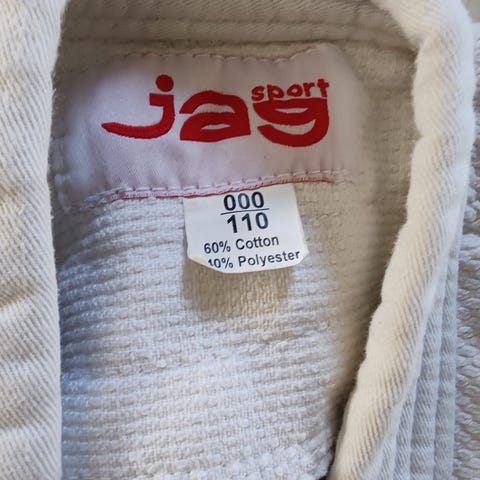 jag sport
000
110
60% Cotton
40% Polyester